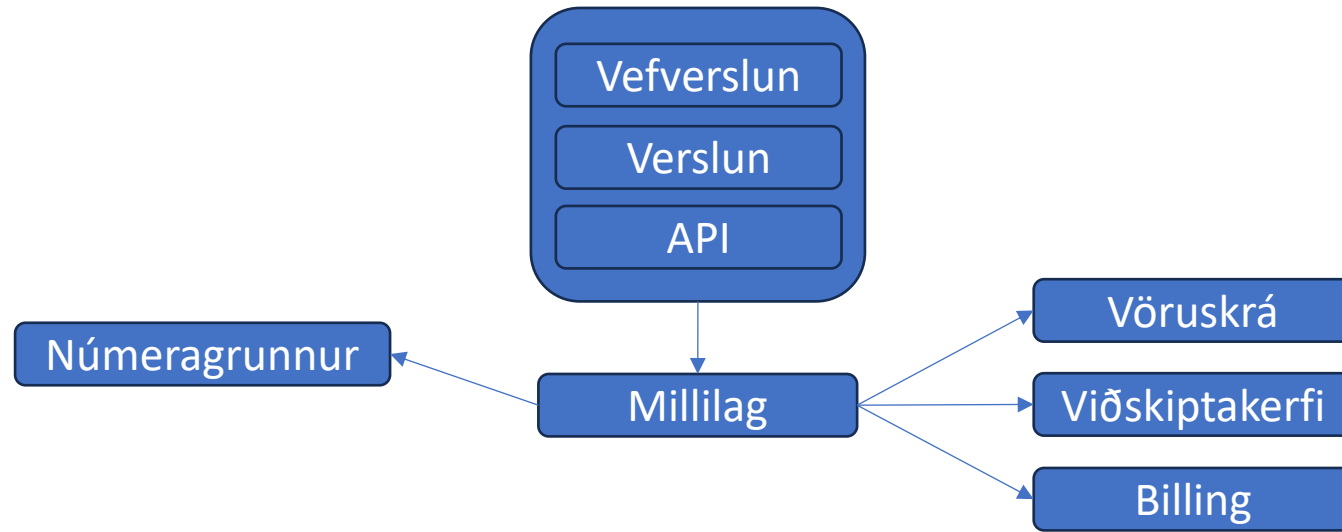 Vefverslun
Verslun
API
Númeragrunnur
Millilag
Vöruskrá
Viðskiptakerfi
Billing